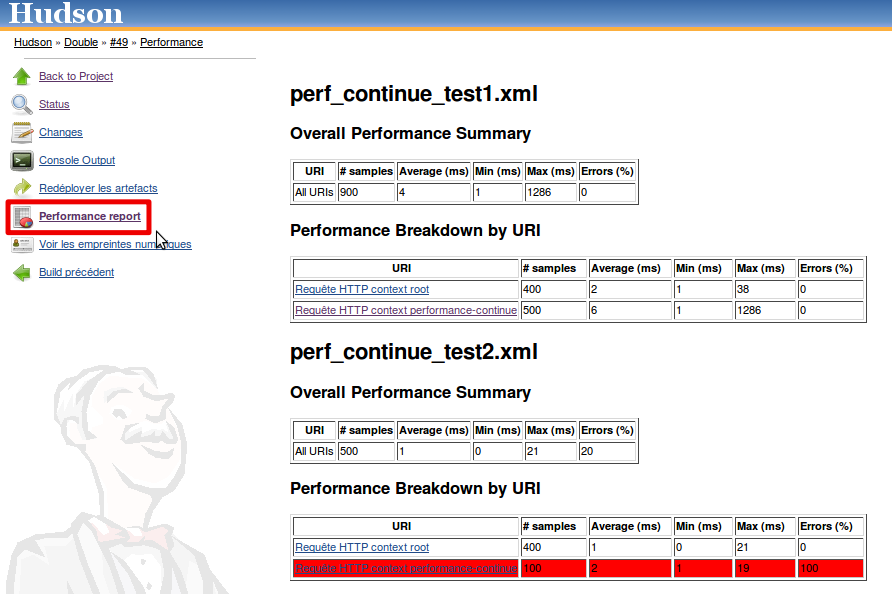 Hudson
Hudson » Double » #49 » Performance
Back to Project
Status
Changes
Console Output
Redéployer les artefacts
Performance report
Voir les empreintes numériques
Build précédent
perf_continue_test1.xml
Overall Performance Summary
URI # samples Average (ms) Min (ms) Max (ms) Errors (%)
All URIs 900 4 1 1286 0
Performance Breakdown by URI
URI # samples Average (ms) Min (ms) Max (ms) Errors (%)
Requête HTTP context root 400 2 1 38 0
Requête HTTP context performance-continue 500 6 1 1286 0
perf_continue_test2.xml
Overall Performance Summary
URI # samples Average (ms) Min (ms) Max (ms) Errors (%)
All URIs 500 1 0 21 20
Performance Breakdown by URI
URI # samples Average (ms) Min (ms) Max (ms) Errors (%)
Requête HTTP context root 400 1 0 21 0
Requête HTTP context performance-continue 100 2 1 19 100